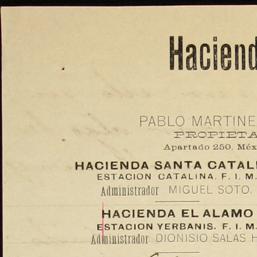 Haciend
PABLO MARTINE
PROPIETA
Apartado 250, Méx
HACIENDA SANTA CATAL
ESTACION CATALINA. F. I. M.
Administrador MIGUEL SOTO.
HACIENDA EL ALAMO
ESTACION YERBANIS. F. I. M.
Administrador DIONISIO SALAS H